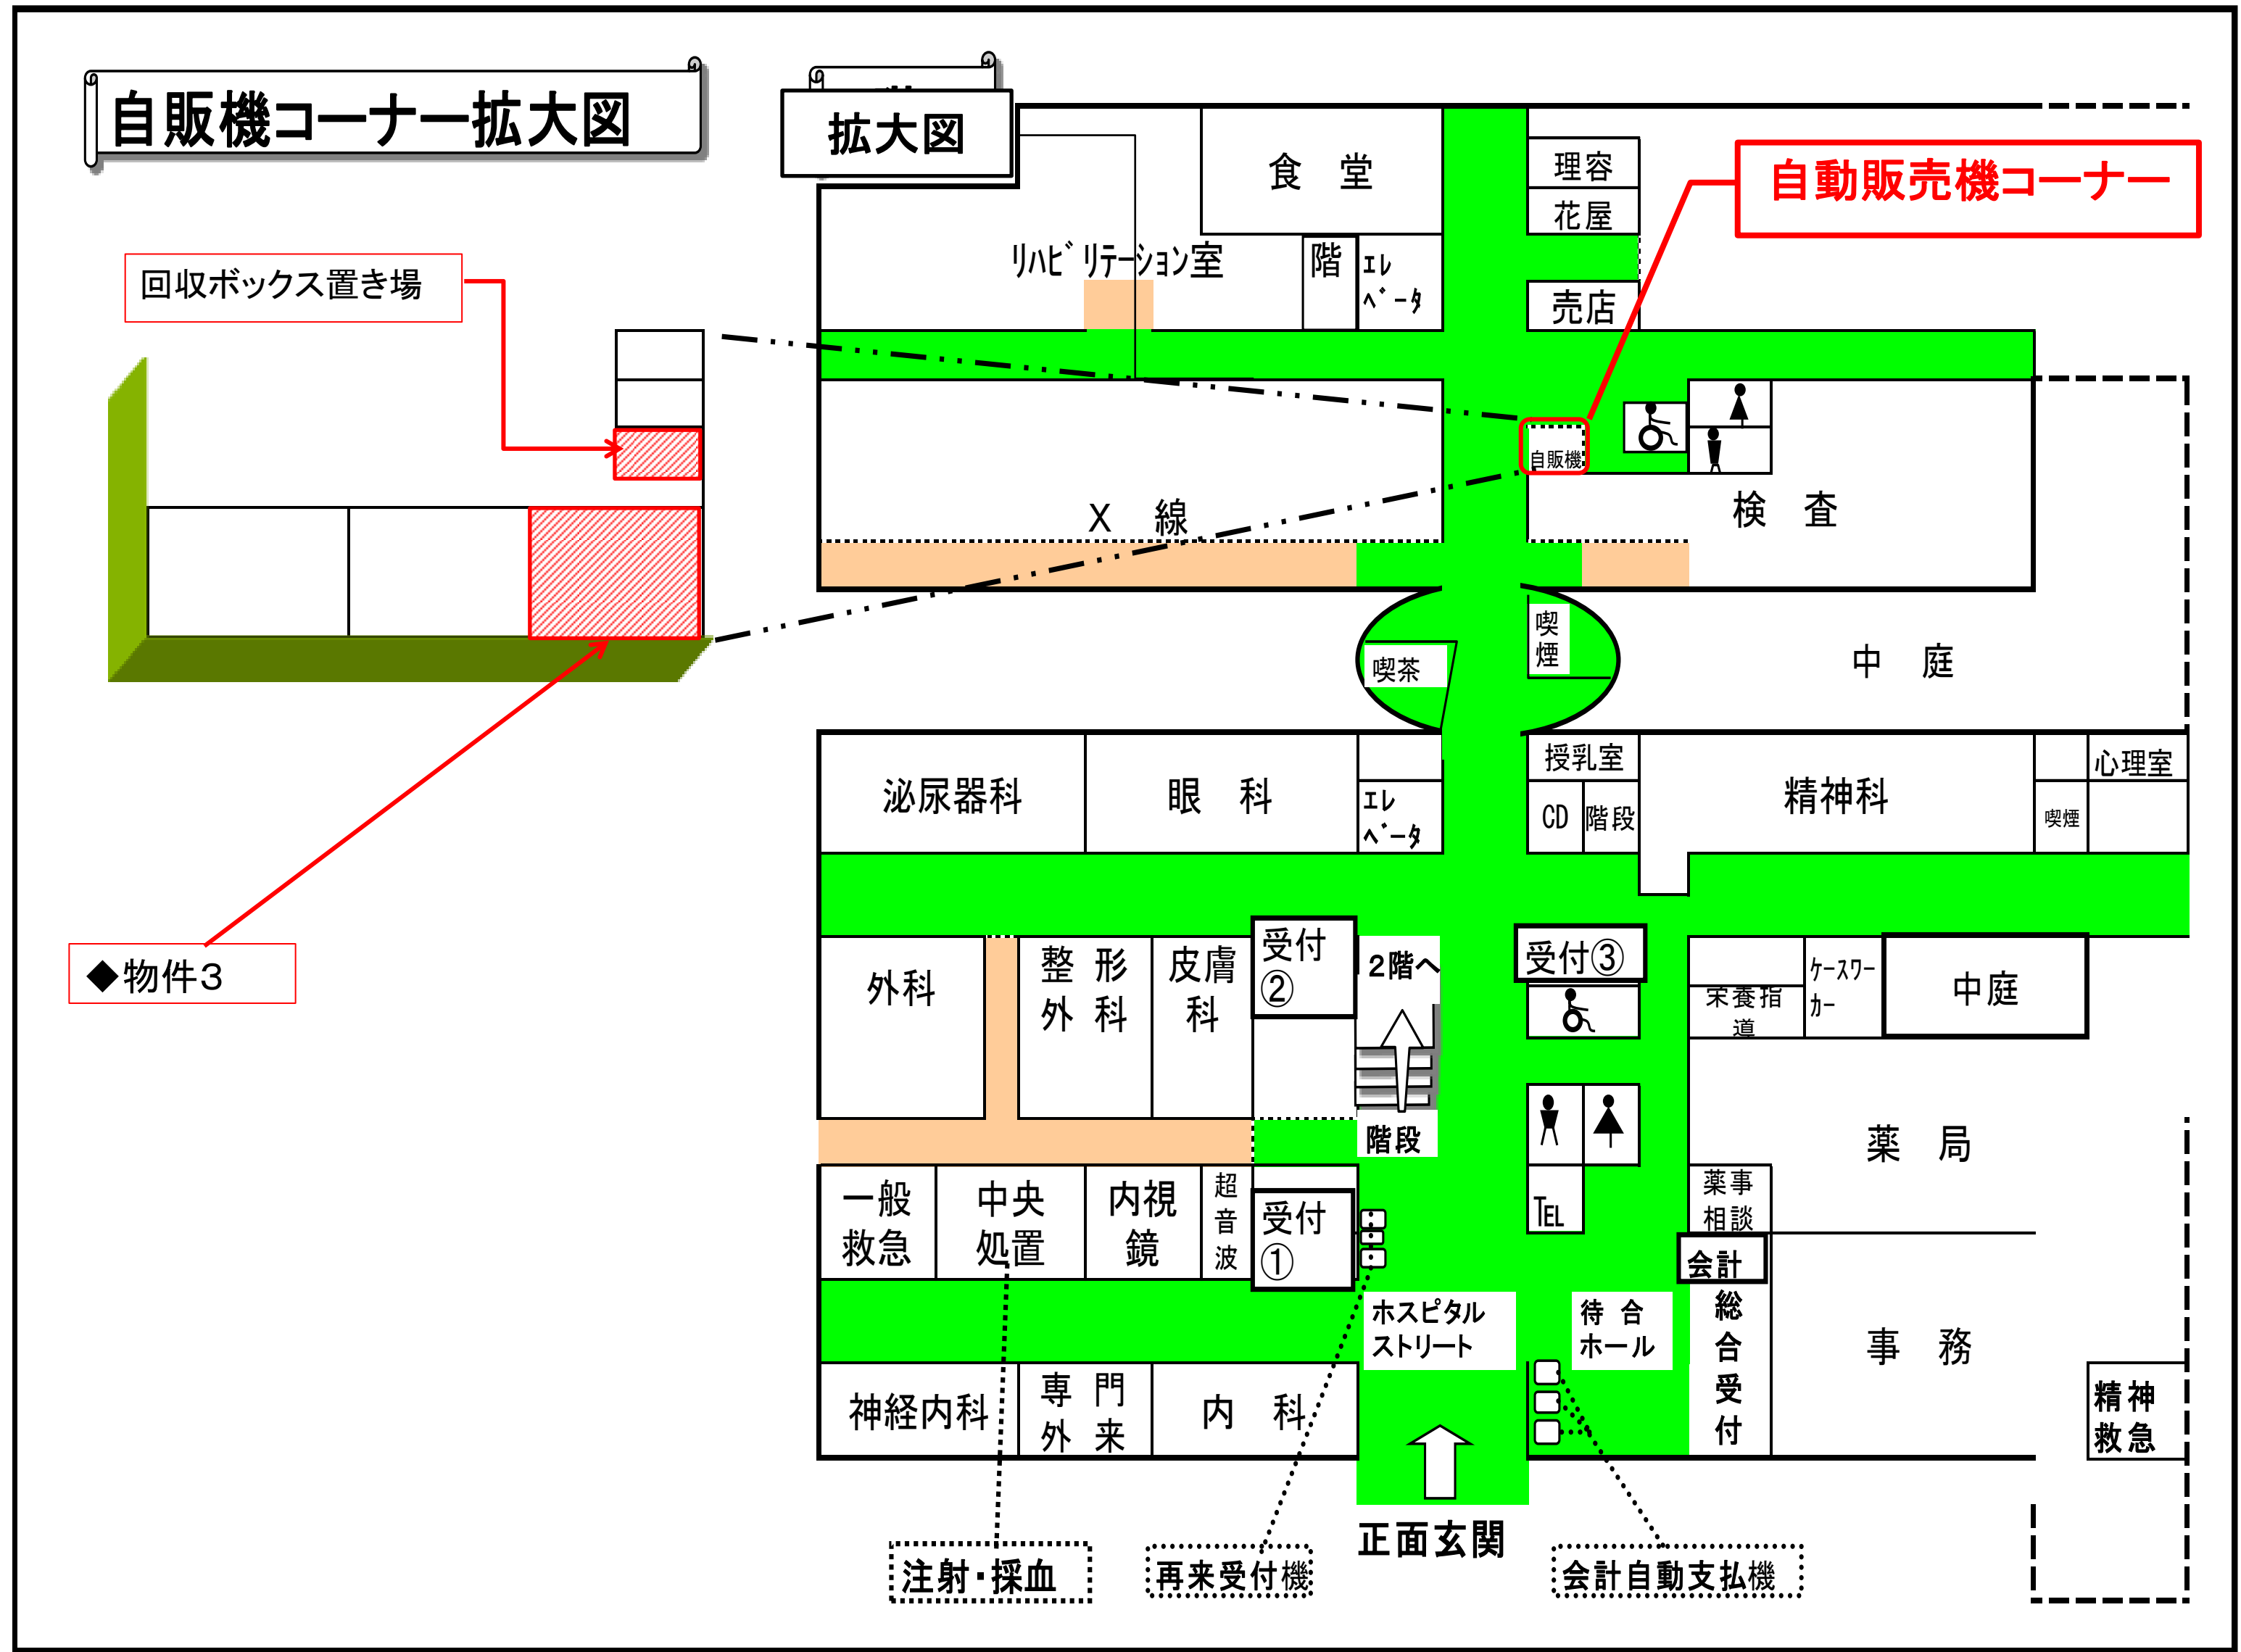 自販機コーナー拡大図
拡大図
自動販売機コーナー
食　堂
理容
花屋
売店
ﾘﾊﾋﾞﾘﾃｰｼｮﾝ室
階
ｴﾚ
ﾍﾞｰﾀ
回収ボックス置き場
自販機
X　線
検　査
喫
煙
喫茶
中　庭
泌尿器科
眼　科
ｴﾚ
ﾍﾞｰﾀ
授乳室
CD
階段
精神科
心理室
喫煙
◆物件３
外科
整　形
外　科
皮膚
科
受付
②
２階へ
階段
受付③
栄養指
道
ｹｰｽﾜｰ
ｶｰ
中庭
薬　局
一般
救急
中央
処置
内視
鏡
超
音
波
受付
①
TEL
薬事
相談
会計
ホスピタル
ストリート
待　合
ホール
総
合
受
付
事　務
神経内科
専　門
外　来
内　科
精神
救急
正面玄関
注射・採血
再来受付機
会計自動支払機